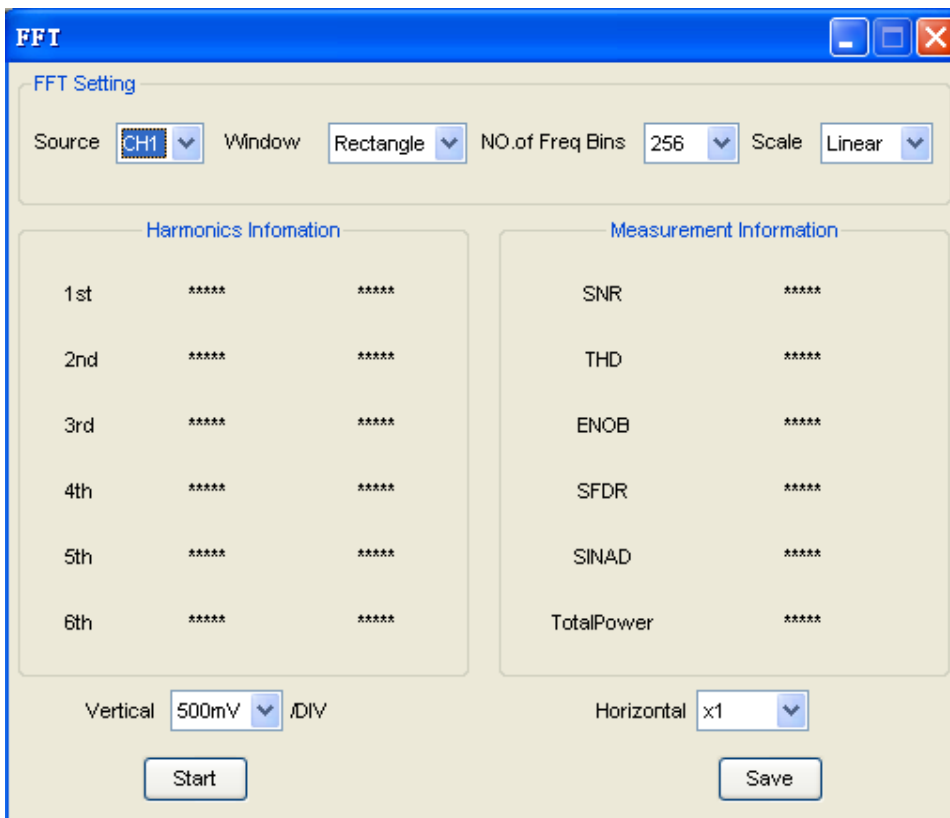 FFT
FFT Setting
Source CH1 Window Rectangle NO.of Freq Bins 256 Scale Linear
Harmonics Infomation
1st ***** *****
2nd ***** *****
3rd ***** *****
4th ***** *****
5th ***** *****
6th ***** *****
Measurement Information
SNR *****
THD *****
ENOB *****
SFDR *****
SINAD *****
TotalPower *****
Vertical 500mV /DIV
Horizontal x1
Start
Save